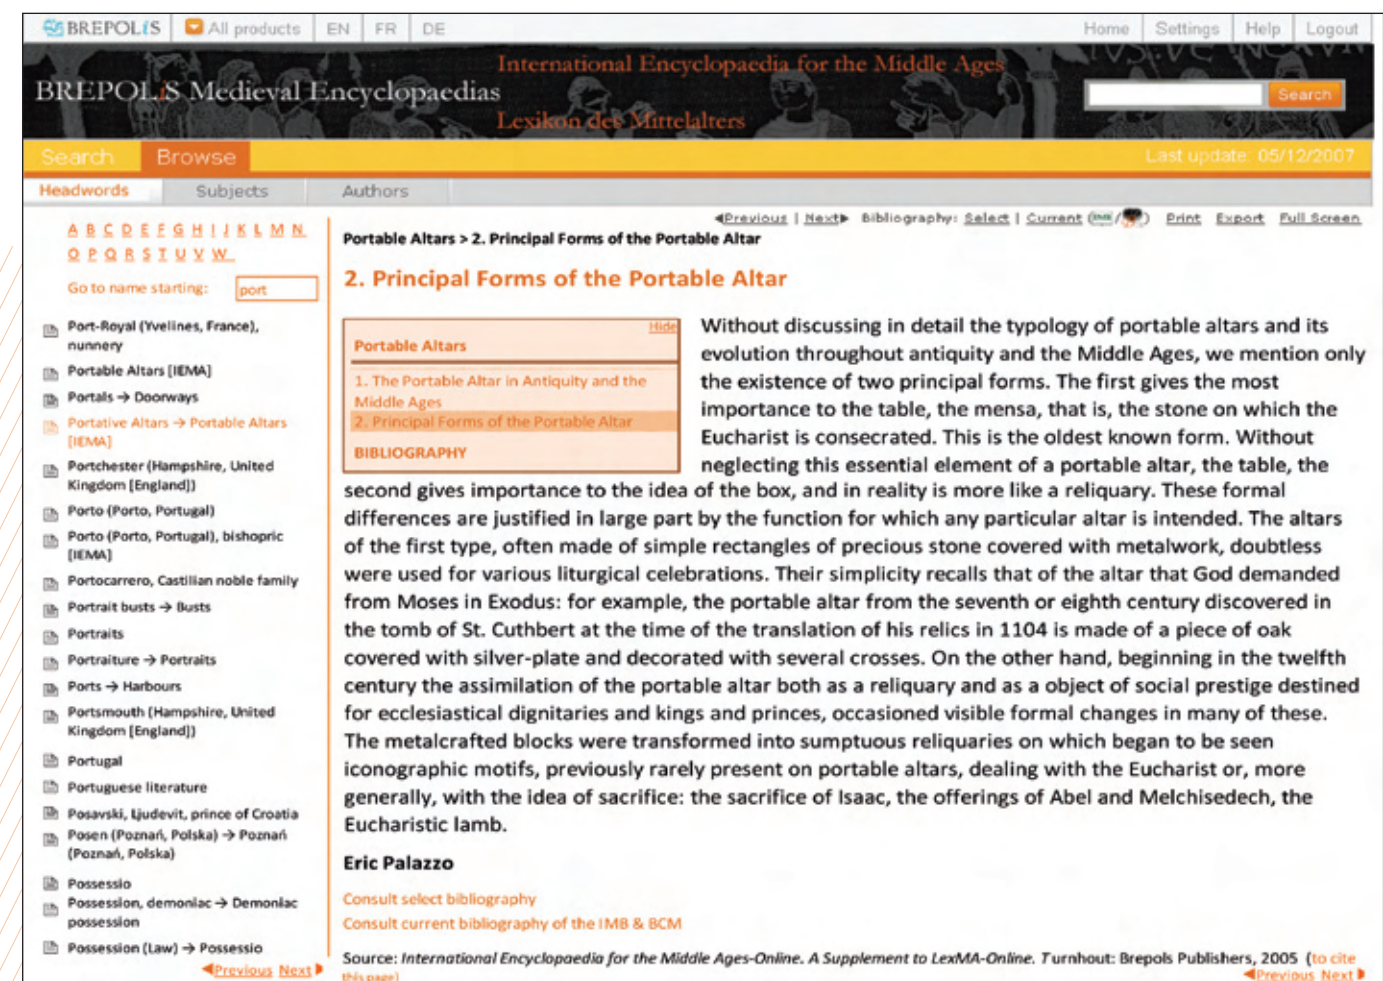 BREPOLiS All products EN FR DE Home Settings Help Logout
International Encyclopaedia for the Middle Ages
BREPOLiS Medieval Encyclopaedias
Lexikon des Mittelalters
Search
Search Browse Last update: 05/12/2007
Headwords Subjects Authors
◄Previous | Next► Bibliography: Select | Current ( / ) Print Export Full Screen
A B C D E F G H I J K L M N
O P Q R S T U V W
Go to name starting: port
Port-Royal (Yvelines, France),
nunnery
Portable Altars [IEMA]
Portals → Doorways
Portative Altars → Portable Altars
[IEMA]
Portchester (Hampshire, United
Kingdom [England])
Porto (Porto, Portugal)
Porto (Porto, Portugal), bishopric
[IEMA]
Portocarrero, Castilian noble family
Portrait busts → Busts
Portraits
Portraiture → Portraits
Ports → Harbours
Portsmouth (Hampshire, United
Kingdom [England])
Portugal
Portuguese literature
Posavski, Ljudevit, prince of Croatia
Posen (Poznań, Polska) → Poznań
(Poznań, Polska)
Possessio
Possession, demoniac → Demoniac
possession
Possession (Law) → Possessio
◄Previous Next►
Portable Altars > 2. Principal Forms of the Portable Altar
2. Principal Forms of the Portable Altar
Hide
Portable Altars
1. The Portable Altar in Antiquity and the
Middle Ages
2. Principal Forms of the Portable Altar
BIBLIOGRAPHY
Without discussing in detail the typology of portable altars and its
evolution throughout antiquity and the Middle Ages, we mention only
the existence of two principal forms. The first gives the most
importance to the table, the mensa, that is, the stone on which the
Eucharist is consecrated. This is the oldest known form. Without
neglecting this essential element of a portable altar, the table, the
second gives importance to the idea of the box, and in reality is more like a reliquary. These formal
differences are justified in large part by the function for which any particular altar is intended. The altars
of the first type, often made of simple rectangles of precious stone covered with metalwork, doubtless
were used for various liturgical celebrations. Their simplicity recalls that of the altar that God demanded
from Moses in Exodus: for example, the portable altar from the seventh or eighth century discovered in
the tomb of St. Cuthbert at the time of the translation of his relics in 1104 is made of a piece of oak
covered with silver-plate and decorated with several crosses. On the other hand, beginning in the twelfth
century the assimilation of the portable altar both as a reliquary and as a object of social prestige destined
for ecclesiastical dignitaries and kings and princes, occasioned visible formal changes in many of these.
The metalcrafted blocks were transformed into sumptuous reliquaries on which began to be seen
iconographic motifs, previously rarely present on portable altars, dealing with the Eucharist or, more
generally, with the idea of sacrifice: the sacrifice of Isaac, the offerings of Abel and Melchisedech, the
Eucharistic lamb.
Eric Palazzo
Consult select bibliography
Consult current bibliography of the IMB & BCM
Source: International Encyclopaedia for the Middle Ages-Online. A Supplement to LexMA-Online. Turnhout: Brepols Publishers, 2005 (to cite
this page)
◄Previous Next►